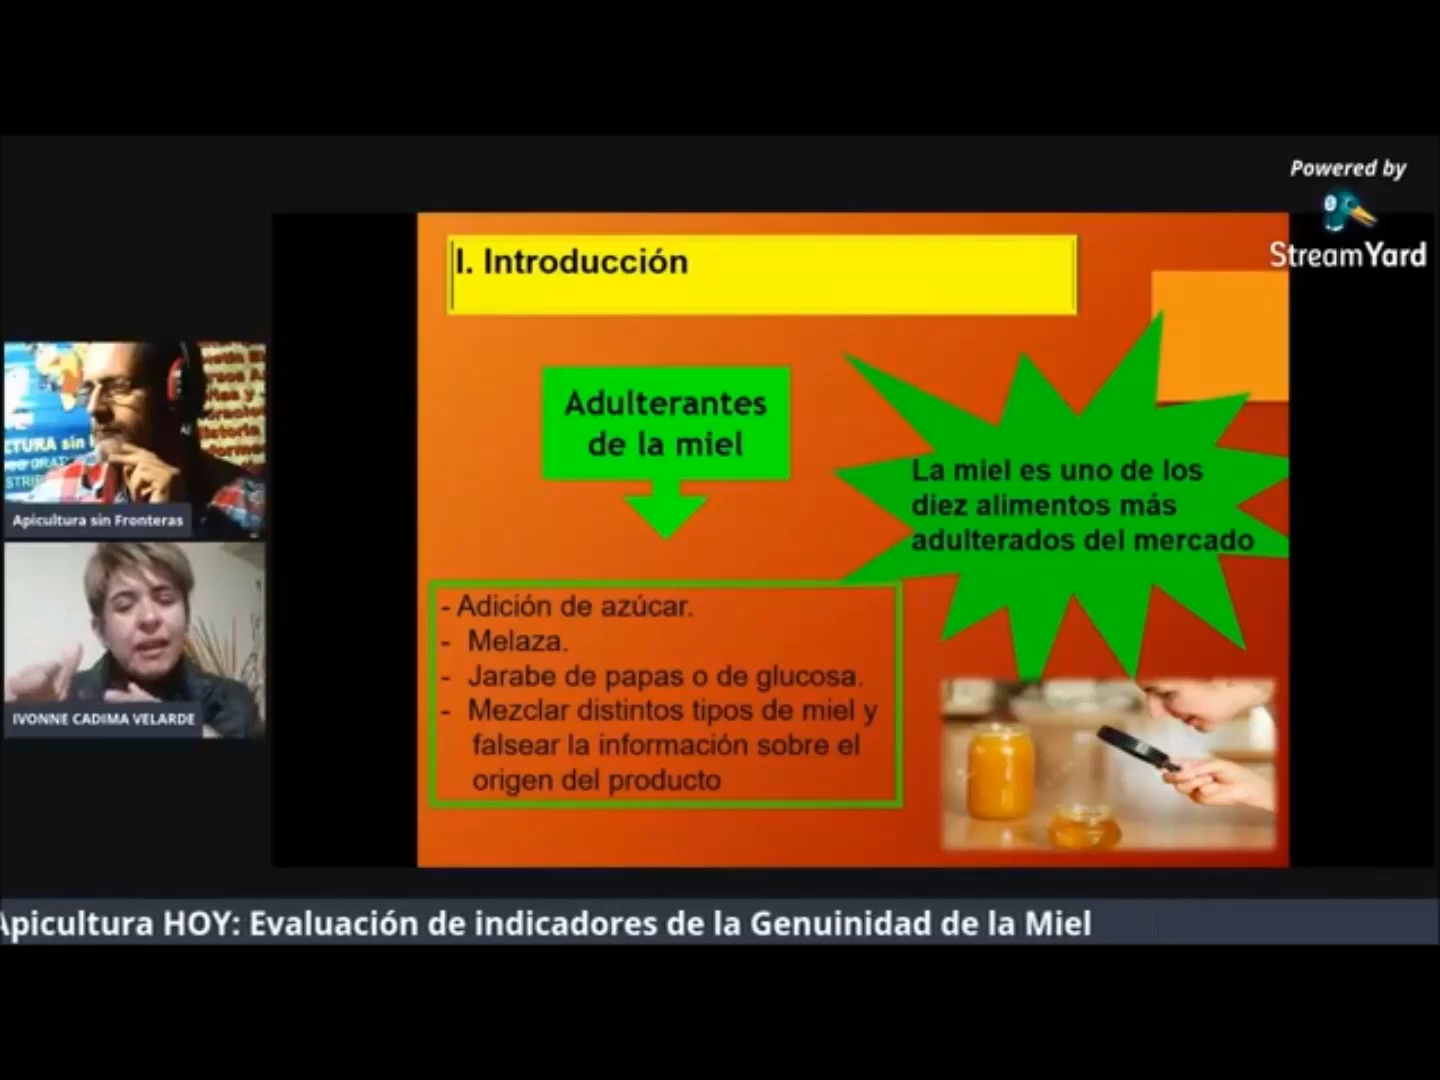 Powered by
StreamYard
I. Introducción
Adulterantes
de la miel
La miel es uno de los
diez alimentos más
adulterados del mercado
- Adición de azúcar.
- Melaza.
- Jarabe de papas o de glucosa.
- Mezclar distintos tipos de miel y
falsear la información sobre el
origen del producto
CTURA sin
Apicultura sin Fronteras
IVONNE CADIMA VELARDE
Apicultura HOY: Evaluación de indicadores de la Genuinidad de la Miel